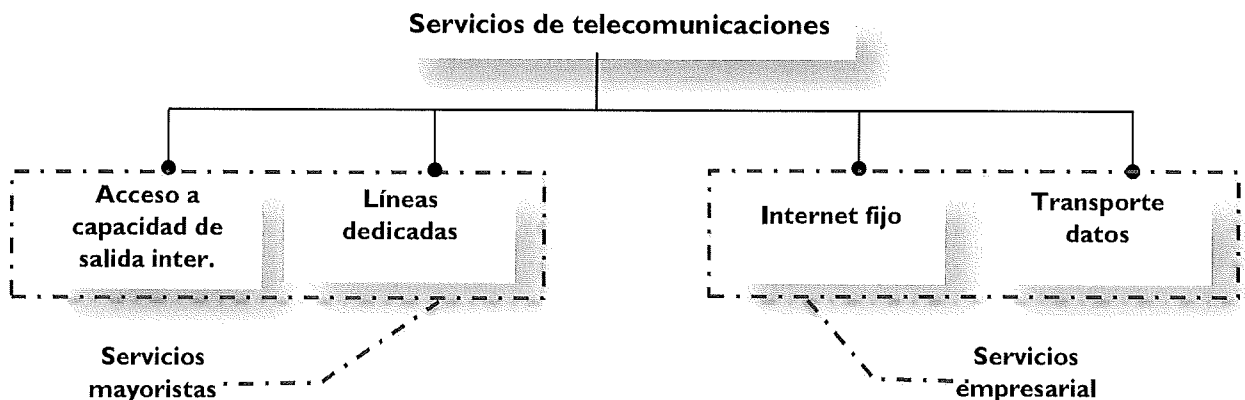 Servicios de telecomunicaciones
Acceso a
capacidad de
salida inter.
Líneas
dedicadas
Internet fijo
Transporte
datos
Servicios
mayoristas
Servicios
empresarial